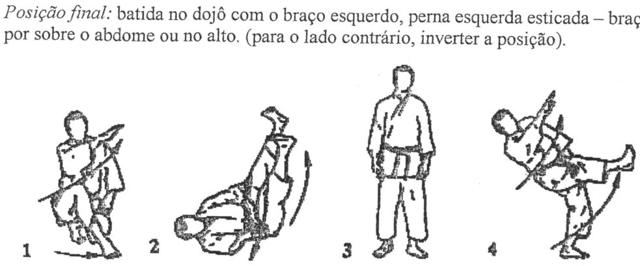 Posição final: batida no dojô com o braço esquerdo, perna esquerda esticada – braç
por sobre o abdome ou no alto. (para o lado contrário, inverter a posição).
1 2 3 4